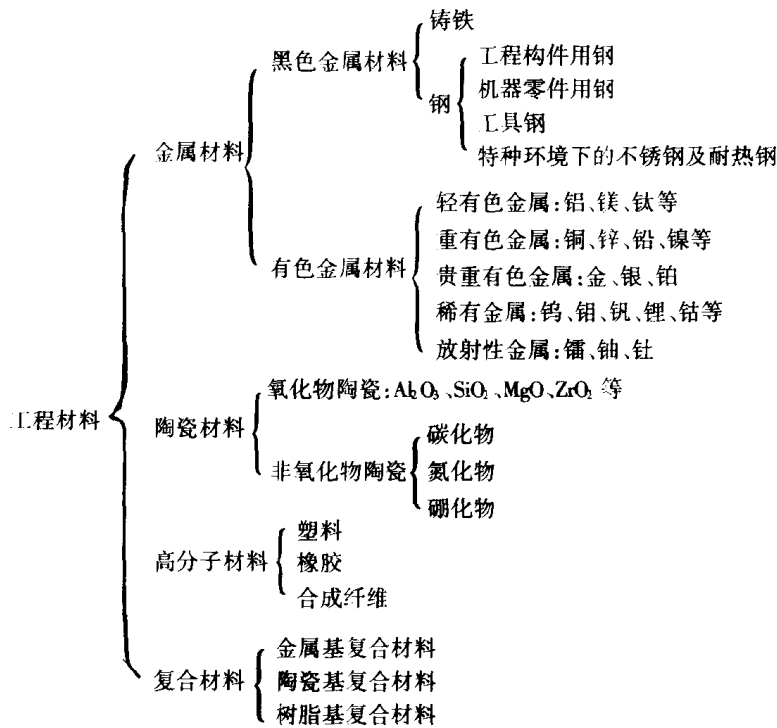 铸铁
黑色金属材料
工程构件用钢
钢
机器零件用钢
工具钢
金属材料
特种环境下的不锈钢及耐热钢
轻有色金属:铝、镁、钛等
重有色金属:铜、锌、铅、镍等
有色金属材料
贵重有色金属:金、银、铂
稀有金属:钨、钼、钒、锂、钴等
放射性金属:镭、铀、钍
氧化物陶瓷:Al₂O₃、SiO₂、MgO、ZrO₂ 等
工程材料
陶瓷材料
碳化物
非氧化物陶瓷
氮化物
硼化物
塑料
高分子材料
橡胶
合成纤维
金属基复合材料
复合材料
陶瓷基复合材料
树脂基复合材料